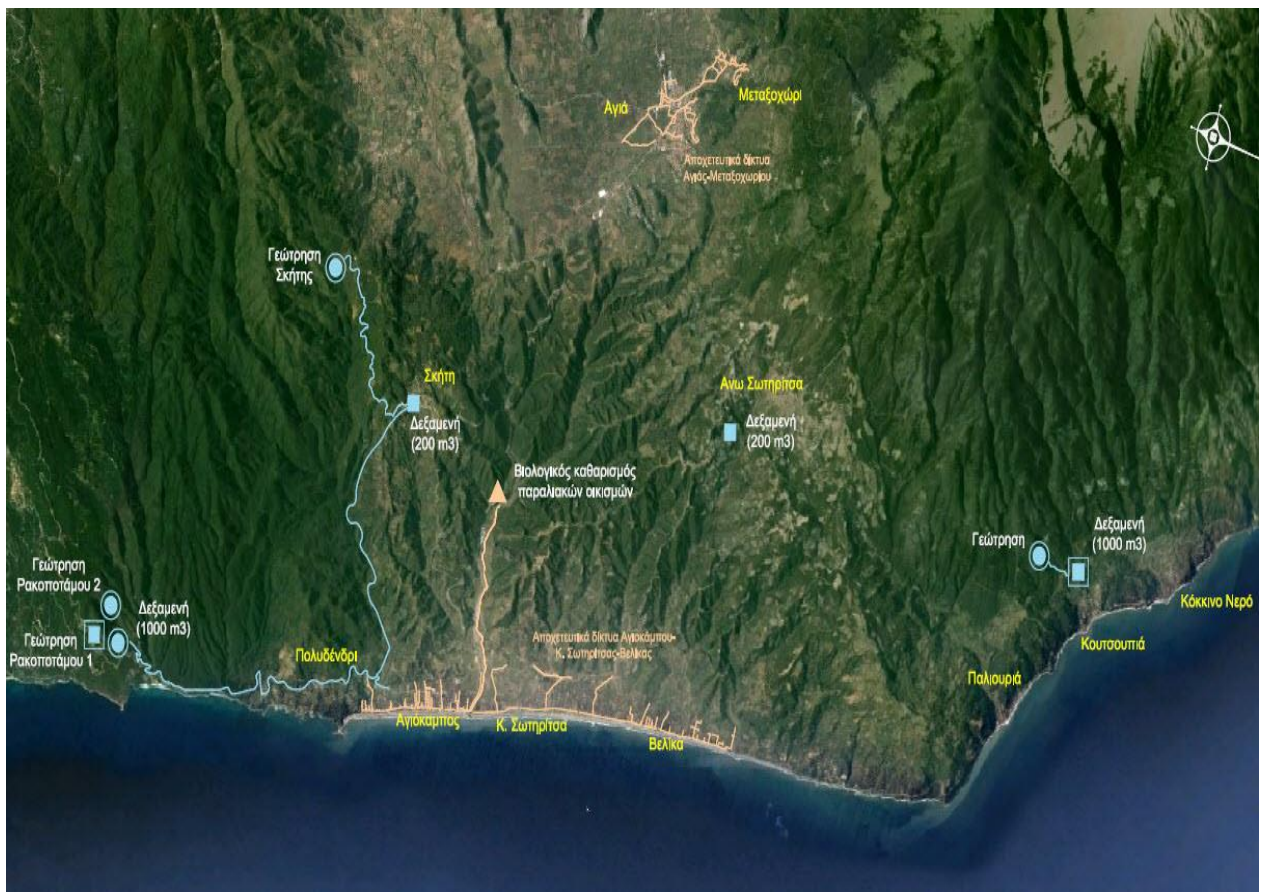 Αγιά
Μεταξοχώρι
Αποχετευτικά δίκτυα
Αγιάς-Μεταξοχωρίου
Γεώτρηση
Σκήτης
Σκήτη
Δεξαμενή
(200 m3)
Ανω Σωτηρίτσα
Δεξαμενή
(200 m3)
Βιολογικός καθαρισμός
παραλιακών οικισμών
Γεώτρηση
Δεξαμενή
(1000 m3)
Γεώτρηση
Ρακοποτάμου 2
Δεξαμενή
(1000 m3)
Γεώτρηση
Ρακοποτάμου 1
Πολυδένδρι
Αποχετευτικά δίκτυα Αγιοκάμπου-
Κ. Σωτηρίτσας-Βελίκας
Κόκκινο Νερό
Κουτσουπιά
Παλιουριά
Αγιόκαμπος
Κ. Σωτηρίτσα
Βελίκα